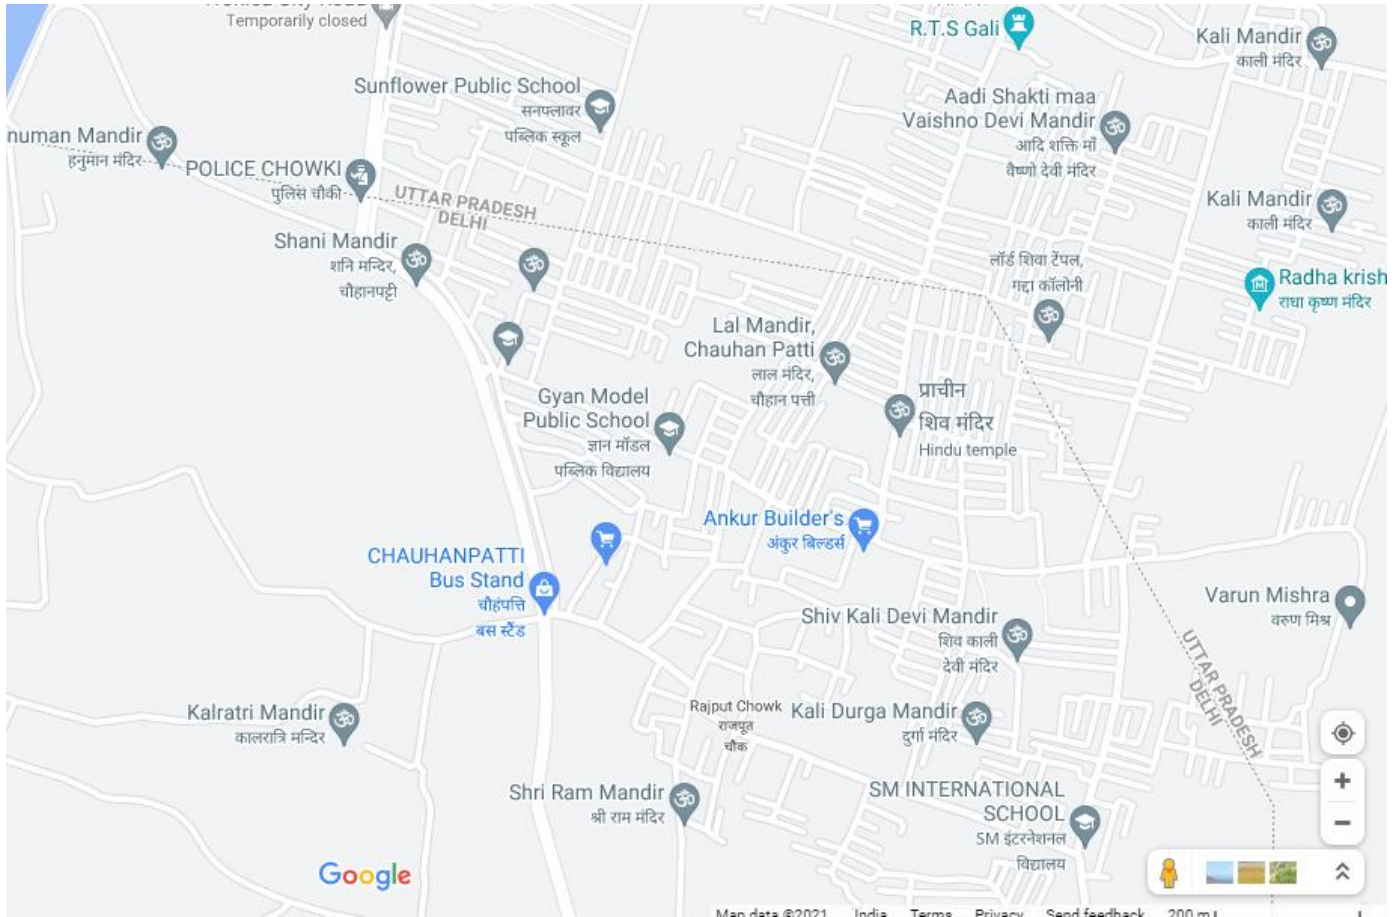 Temporarily closed
R.T.S Gali
Kali Mandir
काली मंदिर
Sunflower Public School
सनफ्लावर
पब्लिक स्कूल
Aadi Shakti maa
Vaishno Devi Mandir
आदि शक्ति माँ
वैष्णो देवी मंदिर
numan Mandir
हनुमान मंदिर
POLICE CHOWKI
पुलिस चौकी
UTTAR PRADESH
DELHI
Kali Mandir
काली मंदिर
Shani Mandir
शनि मन्दिर,
चौहानपट्टी
लॉर्ड शिवा टेंपल,
गद्दा कॉलोनी
Radha krish
राधा कृष्ण मंदिर
Lal Mandir,
Chauhan Patti
लाल मंदिर,
चौहान पत्ती
प्राचीन
शिव मंदिर
Hindu temple
Gyan Model
Public School
ज्ञान मॉडल
पब्लिक विद्यालय
Ankur Builder's
अंकुर बिल्डर्स
CHAUHANPATTI
Bus Stand
चौहंपत्ति
बस स्टैंड
Varun Mishra
वरुण मिश्र
Shiv Kali Devi Mandir
शिव काली
देवी मंदिर
UTTAR PRADESH
DELHI
Kalratri Mandir
कालरात्रि मन्दिर
Rajput Chowk
राजपूत
चौक
Kali Durga Mandir
दुर्गा मंदिर
Shri Ram Mandir
श्री राम मंदिर
SM INTERNATIONAL
SCHOOL
SM इंटरनेशनल
विद्यालय
Google
Map data ©2021 India Terms Privacy Send feedback 200 m